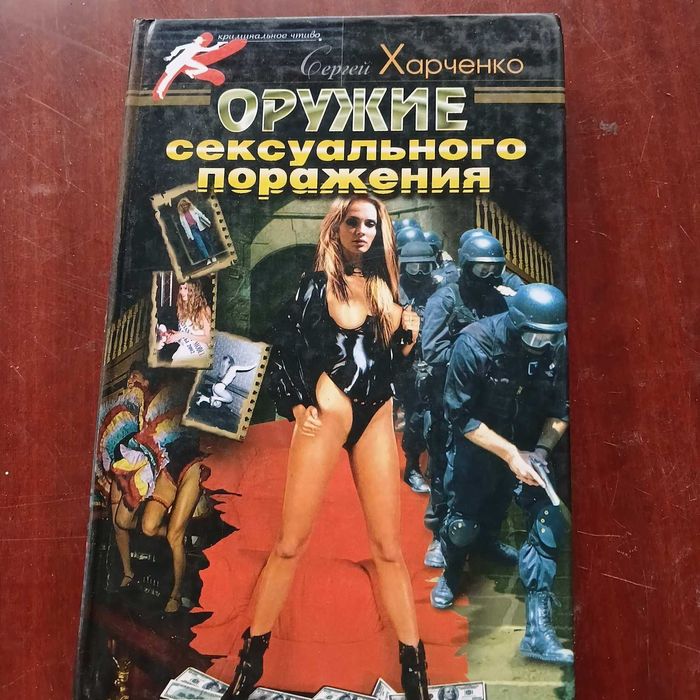 криминальное чтиво
Сергей Харченко
ОРУЖИЕ
сексуального
поражения